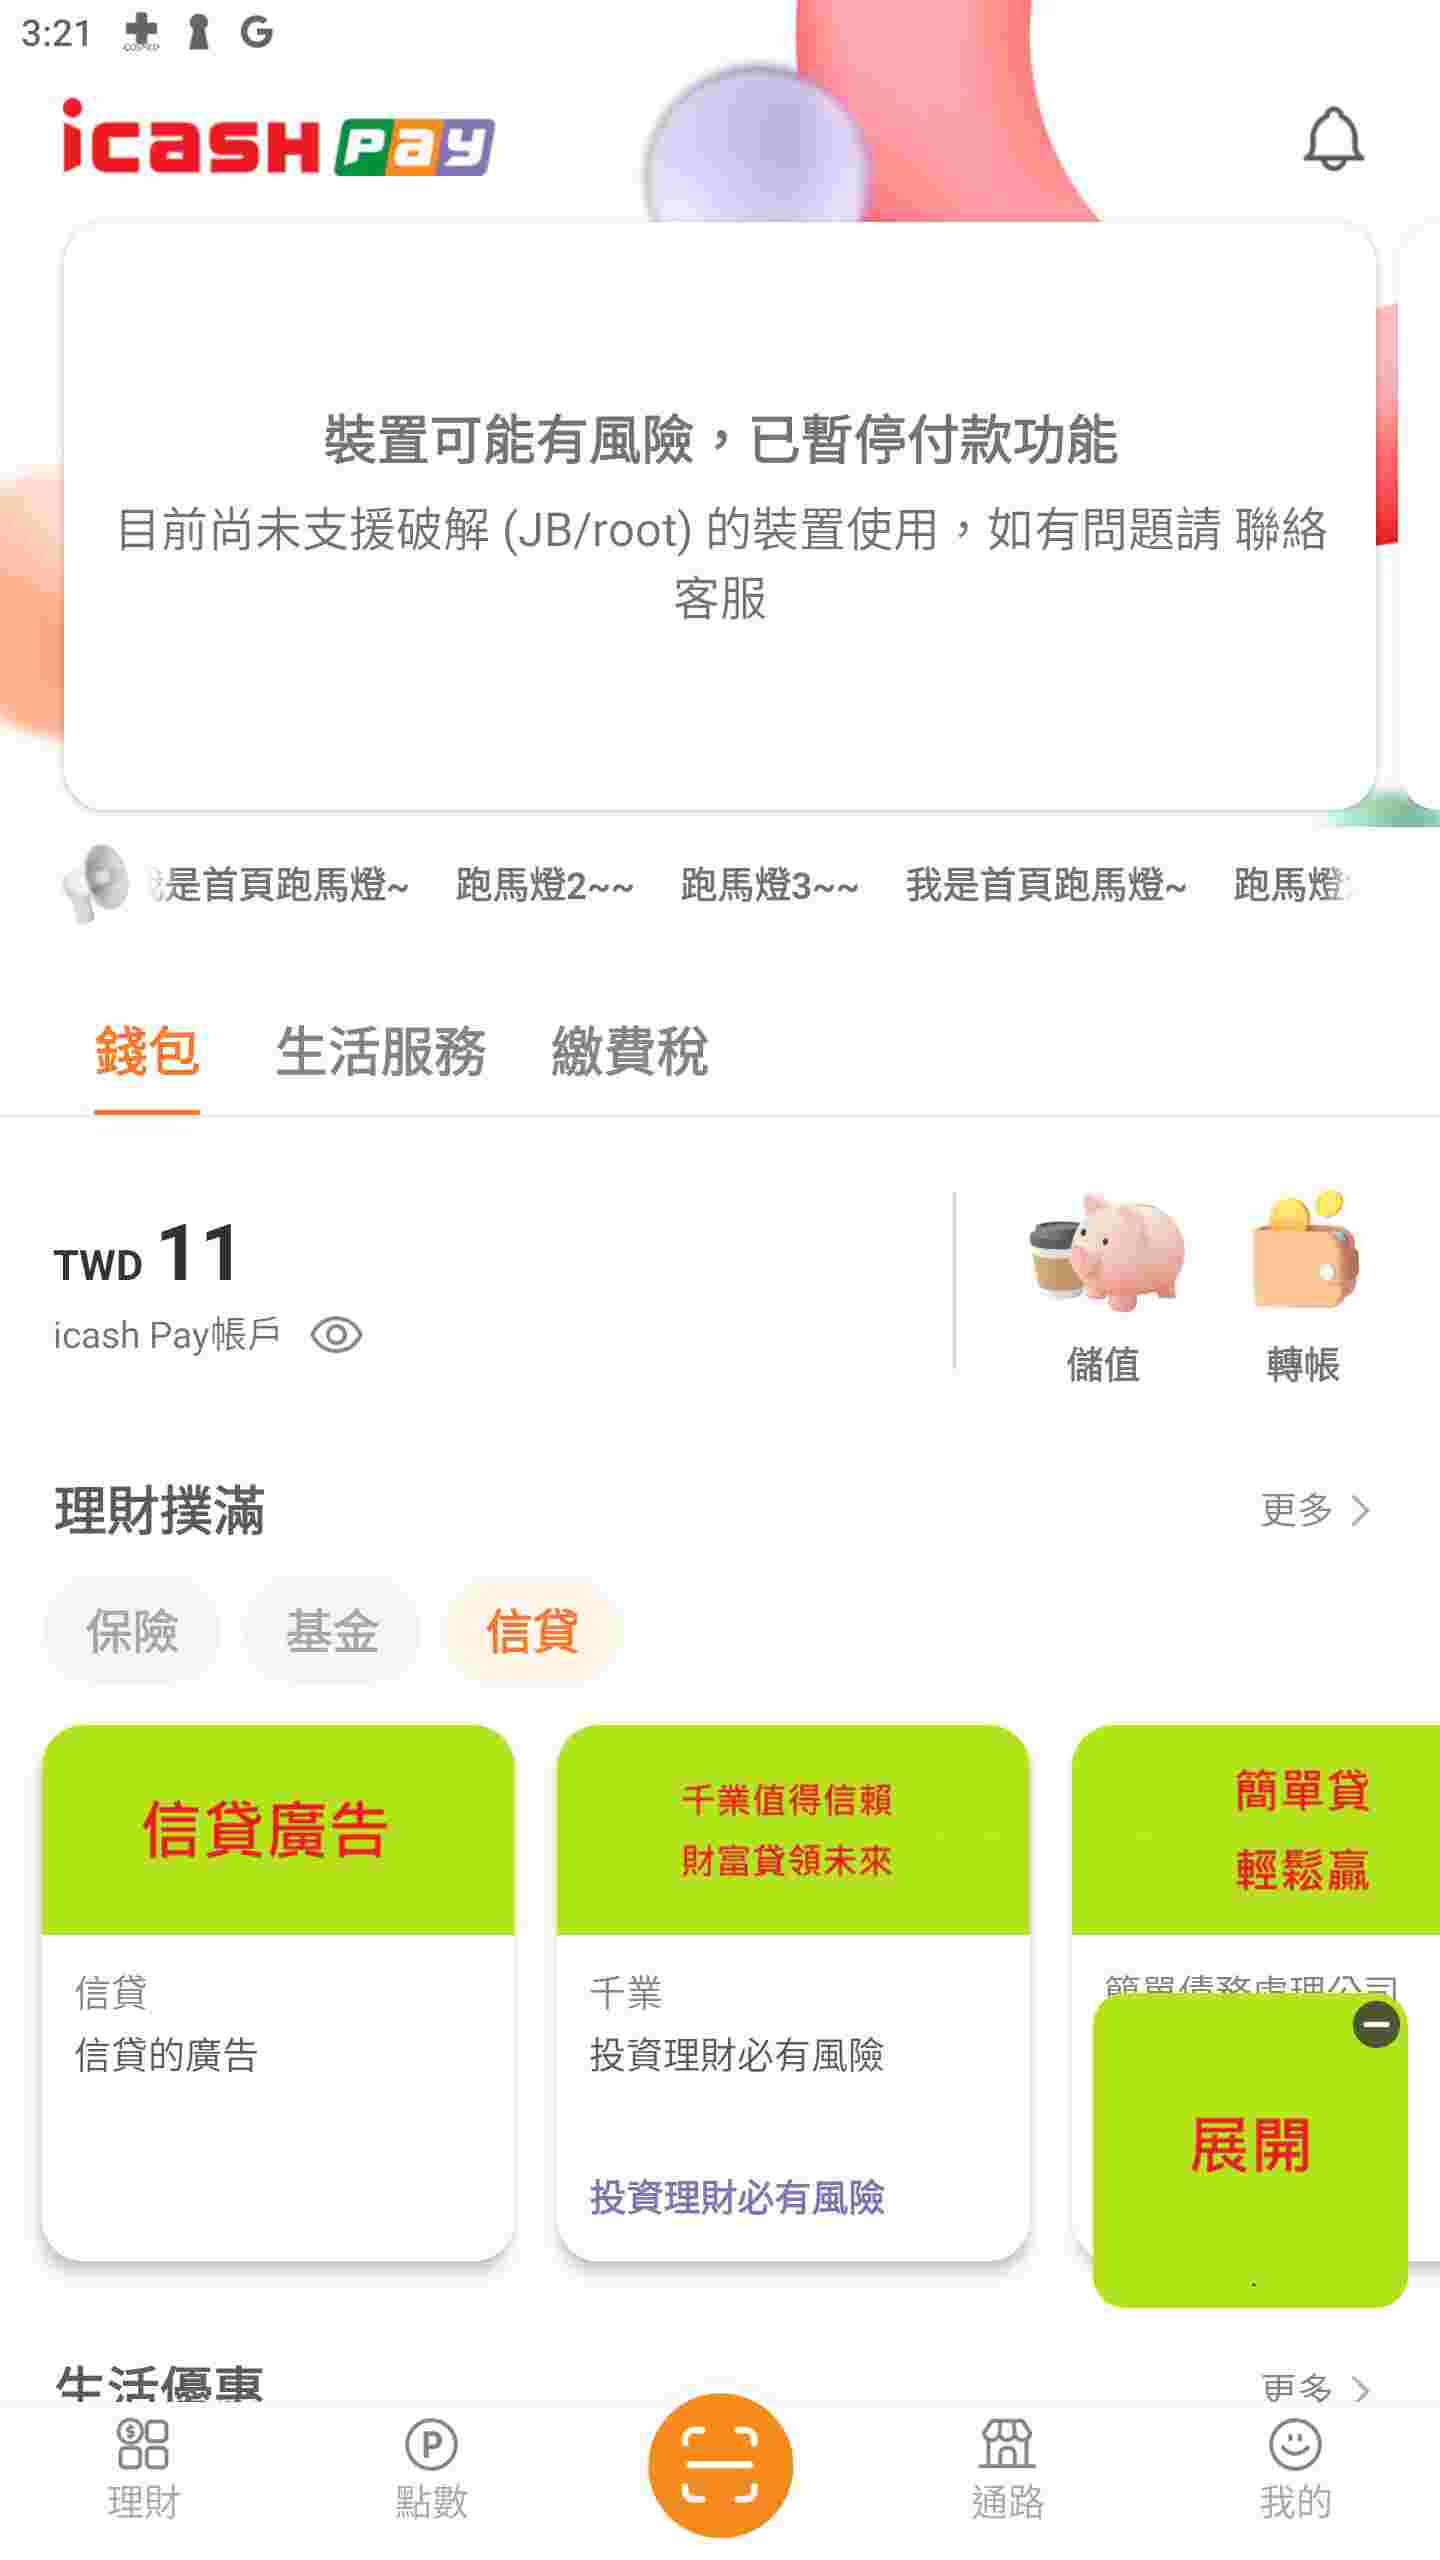 3:21
icash Pay
裝置可能有風險，已暫停付款功能
目前尚未支援破解 (JB/root) 的裝置使用，如有問題請 聯絡
客服
是首頁跑馬燈~ 跑馬燈2~~ 跑馬燈3~~ 我是首頁跑馬燈~ 跑馬燈
錢包 生活服務 繳費稅
TWD 11
icash Pay帳戶
儲值 轉帳
理財撲滿 更多
保險 基金 信貸
信貸廣告
信貸
信貸的廣告
千業值得信賴
財富貸領未來
千業
投資理財必有風險
投資理財必有風險
簡單貸
輕鬆贏
簡單債務處理公司
展開
生活優惠 更多
理財 點數 通路 我的